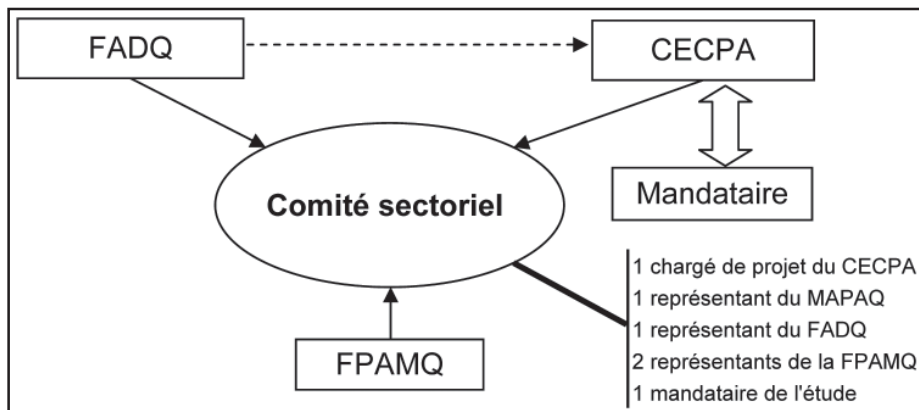 FADQ
CECPA
Comité sectoriel
Mandataire
FPAMQ
1 chargé de projet du CECPA
1 représentant du MAPAQ
1 représentant du FADQ
2 représentants de la FPAMQ
1 mandataire de l'étude